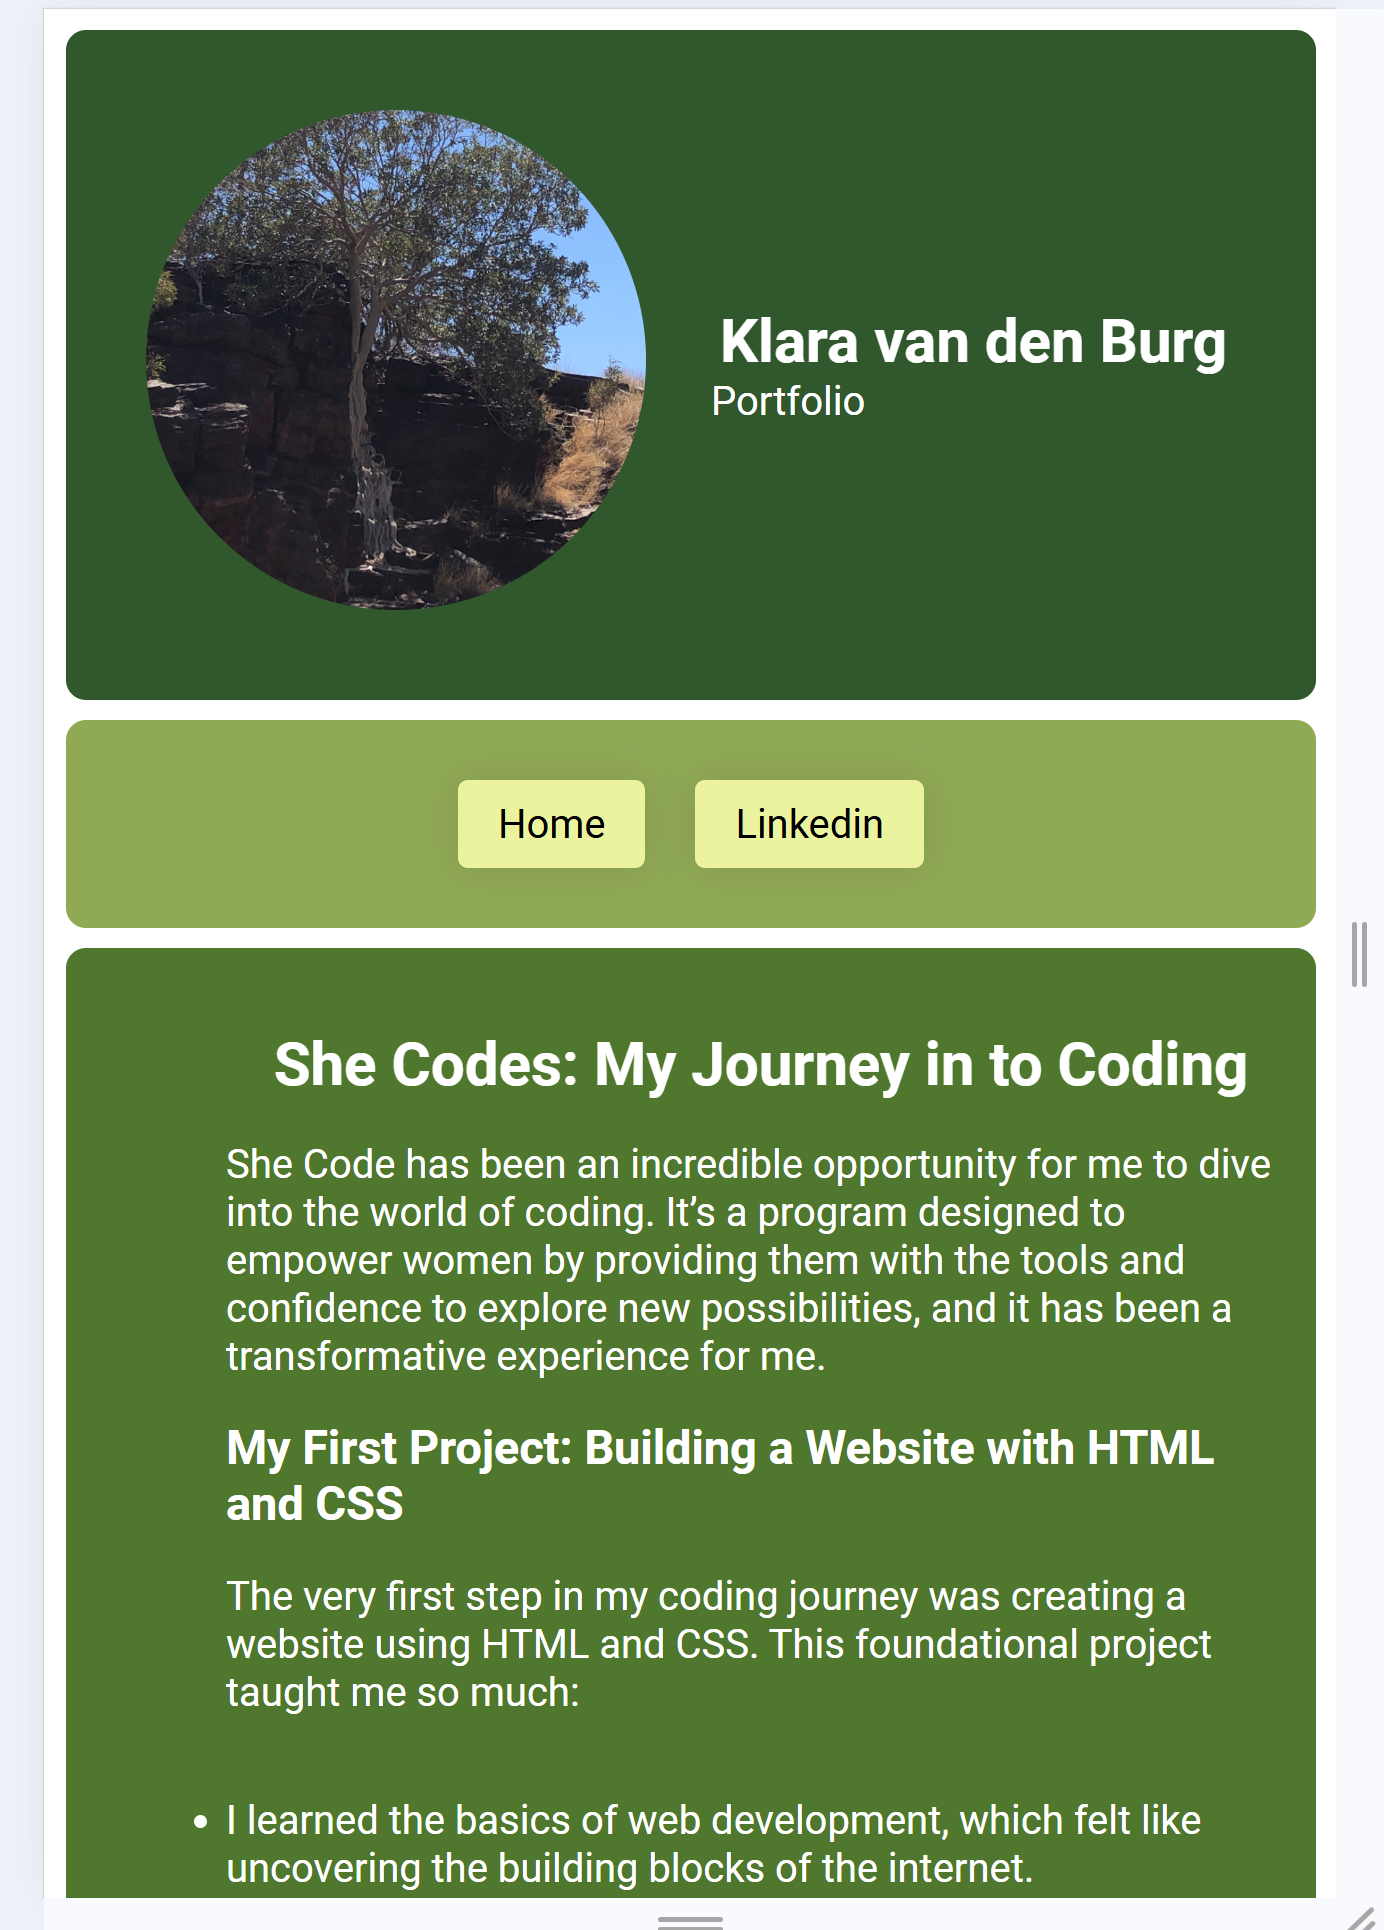 Klara van den Burg
Portfolio
Home
Linkedin
She Codes: My Journey in to Coding
She Code has been an incredible opportunity for me to dive
into the world of coding. It’s a program designed to
empower women by providing them with the tools and
confidence to explore new possibilities, and it has been a
transformative experience for me.
My First Project: Building a Website with HTML
and CSS
The very first step in my coding journey was creating a
website using HTML and CSS. This foundational project
taught me so much:
• I learned the basics of web development, which felt like
uncovering the building blocks of the internet.